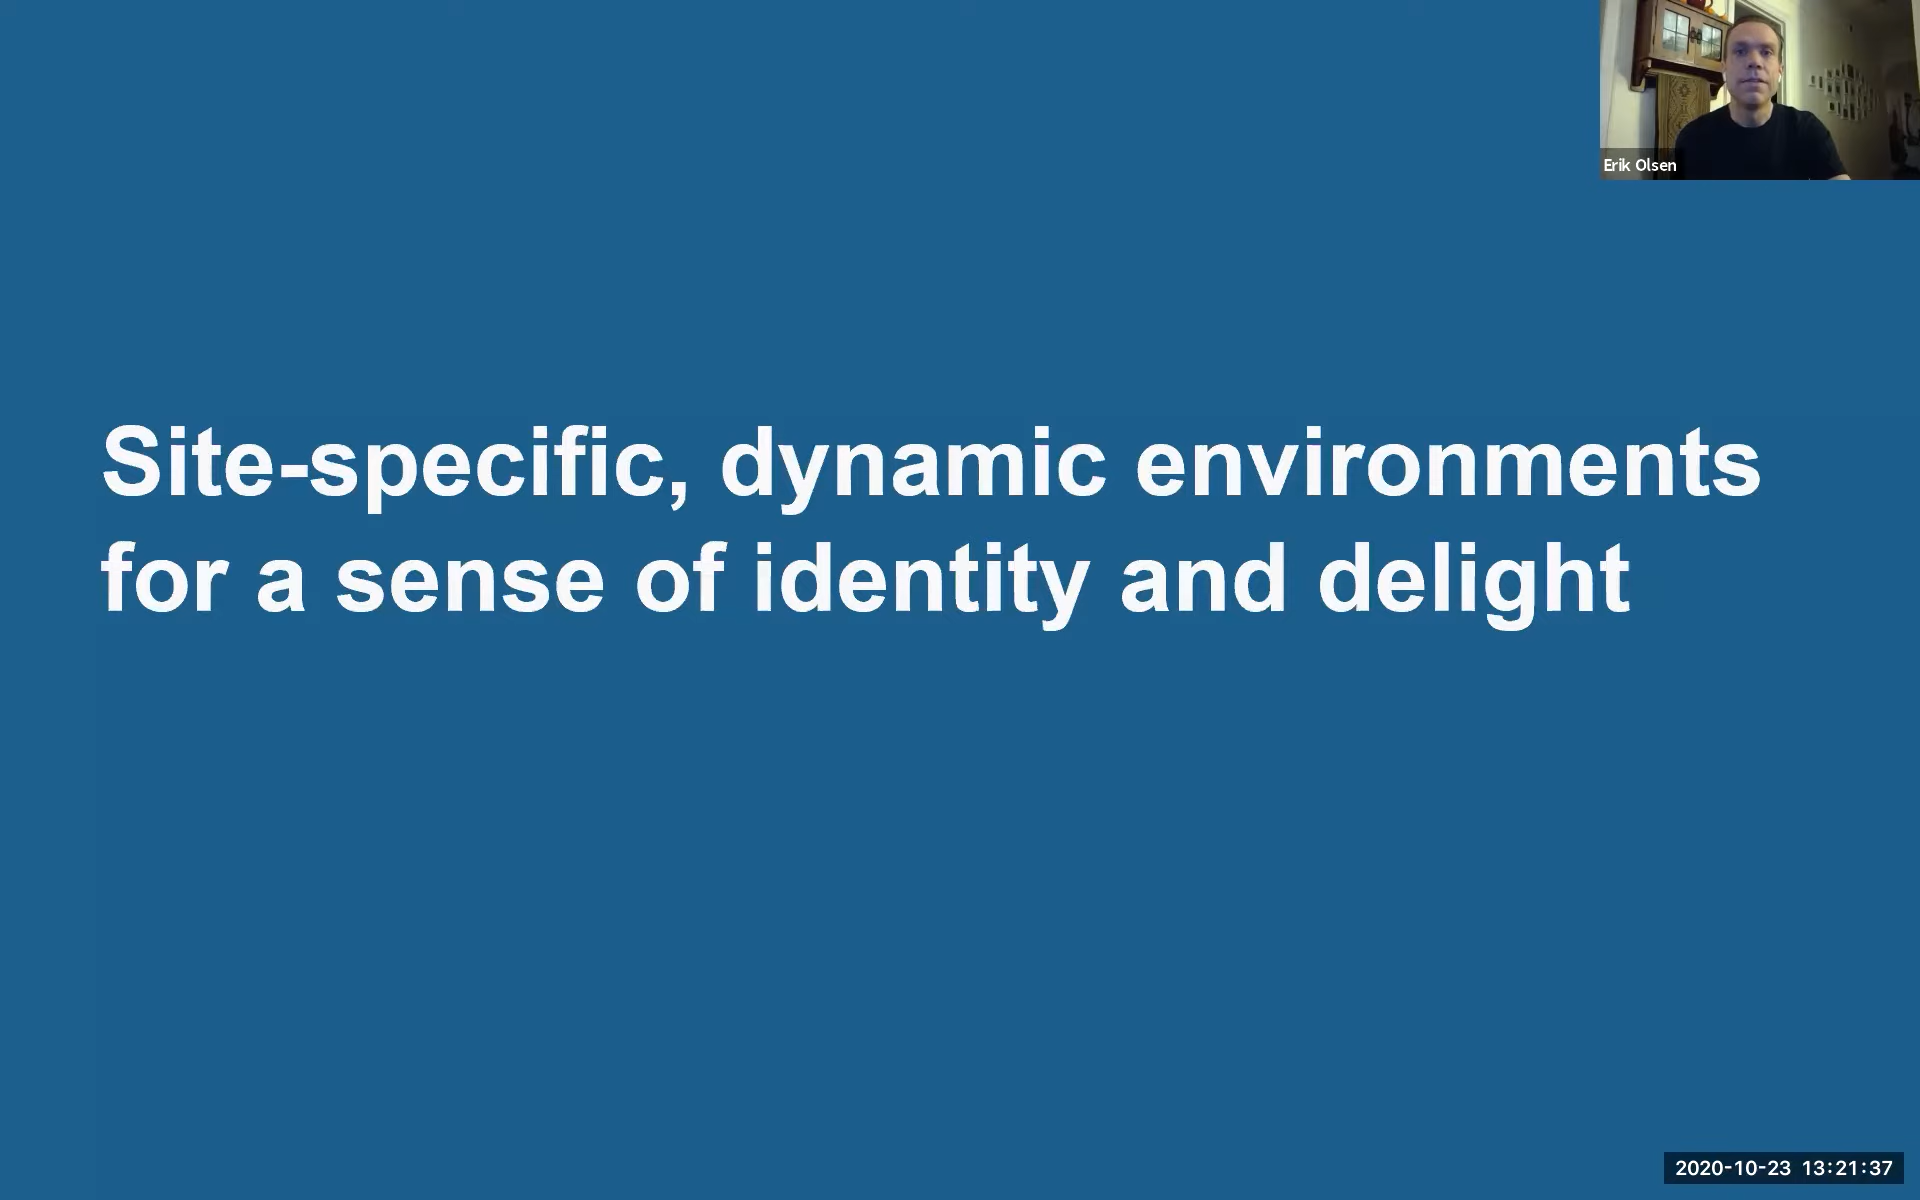 Erik Olsen
Site-specific, dynamic environments
for a sense of identity and delight
2020-10-23 13:21:37